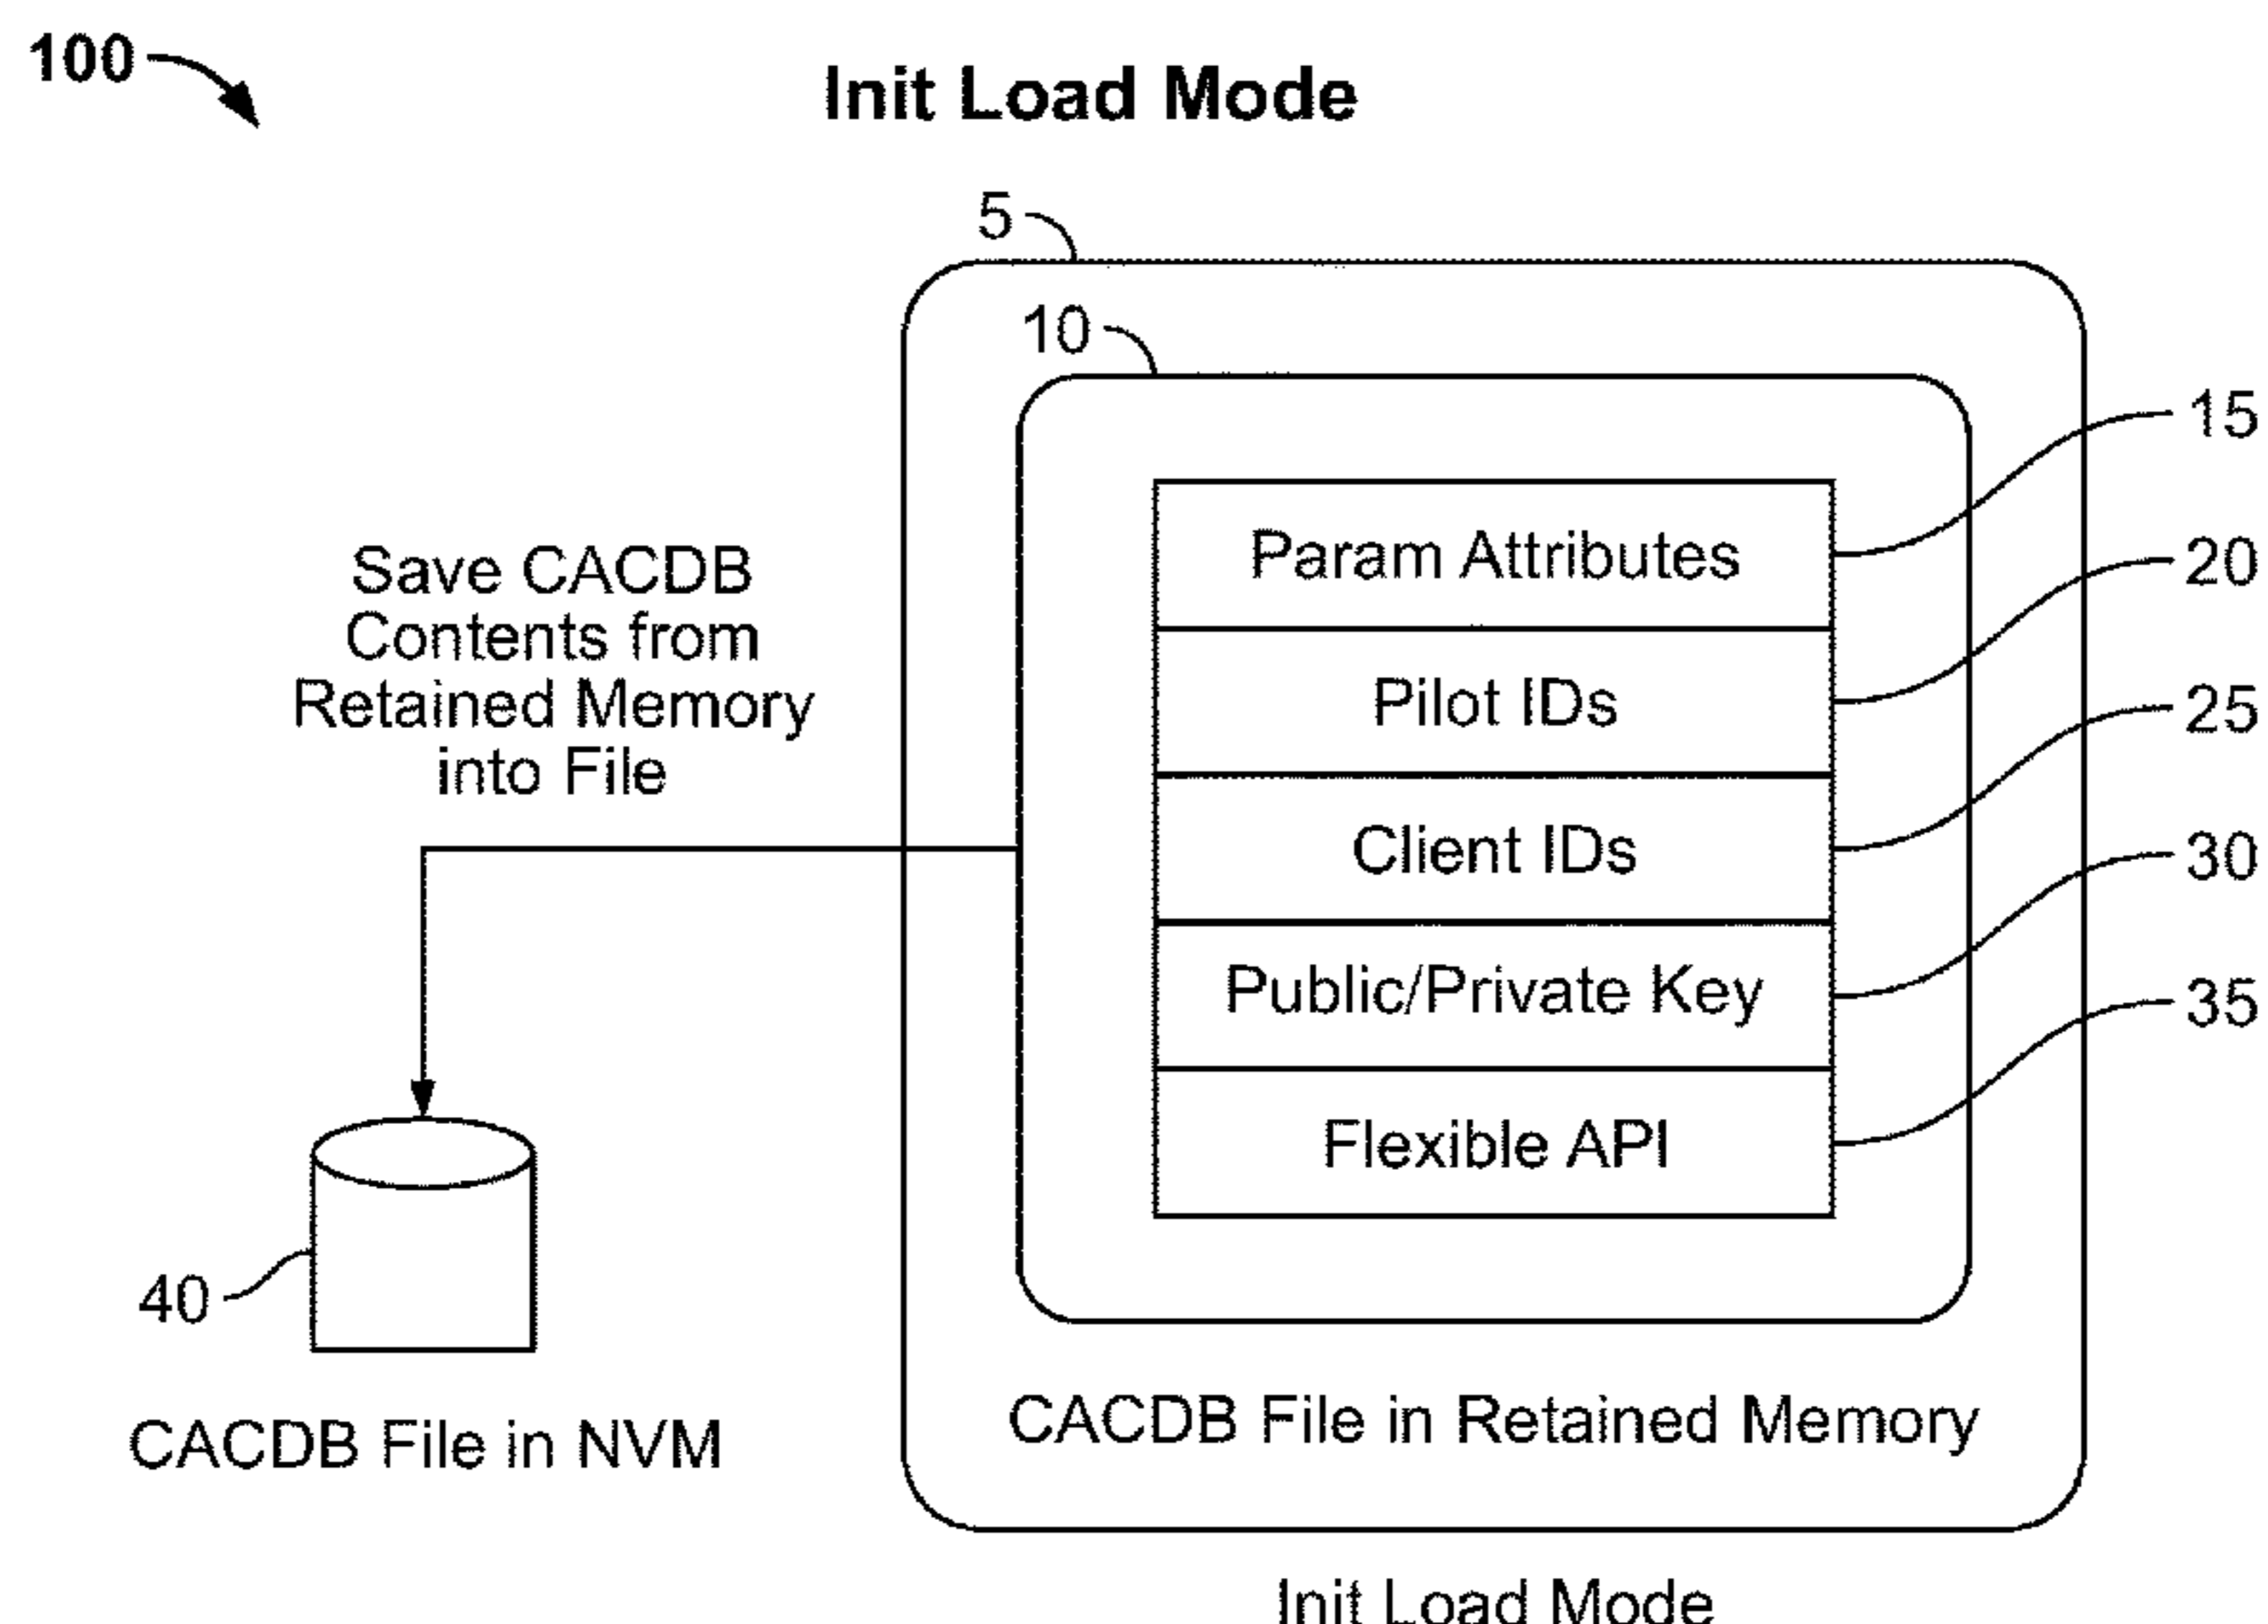 100
Init Load Mode
5
10
15
Param Attributes
20
Pilot IDs
25
Client IDs
30
Public/Private Key
35
Flexible API
Save CACDB
Contents from
Retained Memory
into File
40
CACDB File in NVM
CACDB File in Retained Memory
Init Load Mode